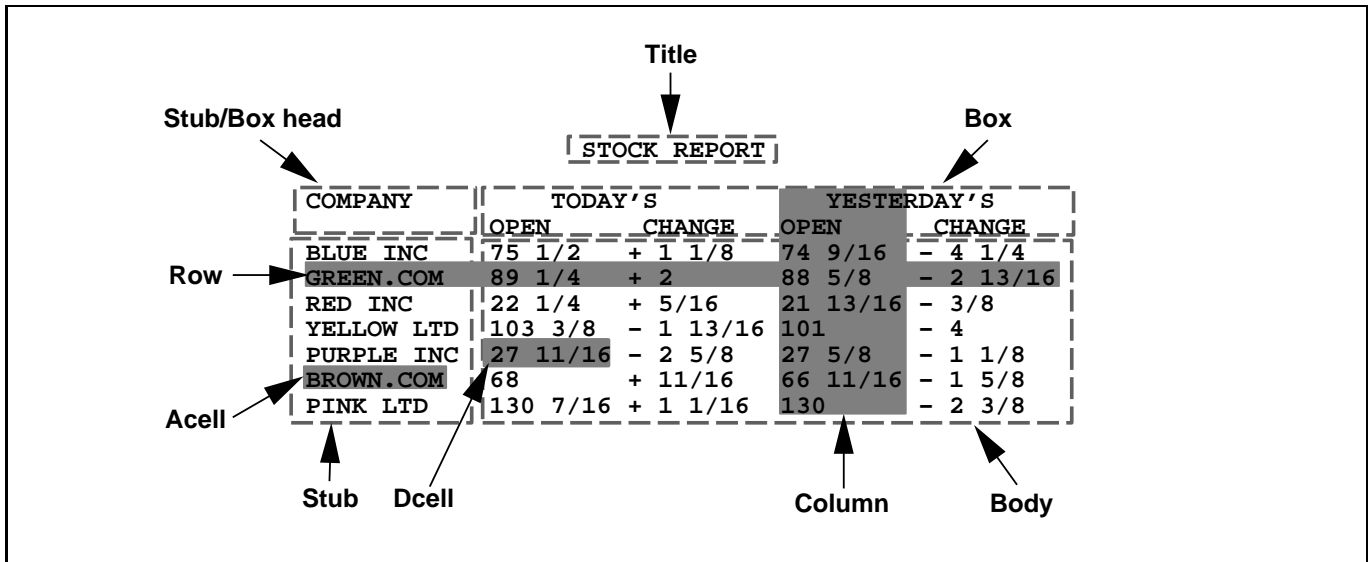 Title
Stub/Box head Box
STOCK REPORT
COMPANY TODAY'S YESTERDAY'S
OPEN CHANGE OPEN CHANGE
BLUE INC 75 1/2 + 1 1/8 74 9/16 − 4 1/4
Row GREEN.COM 89 1/4 + 2 88 5/8 − 2 13/16
RED INC 22 1/4 + 5/16 21 13/16 − 3/8
YELLOW LTD 103 3/8 − 1 13/16 101 − 4
PURPLE INC 27 11/16 − 2 5/8 27 5/8 − 1 1/8
BROWN.COM 68 + 11/16 66 11/16 − 1 5/8
Acell PINK LTD 130 7/16 + 1 1/16 130 − 2 3/8
Stub Dcell Column Body